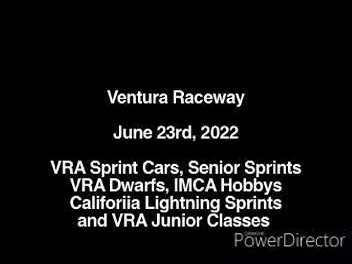 Ventura Raceway
June 23rd, 2022
VRA Sprint Cars, Senior Sprints
VRA Dwarfs, IMCA Hobbys
Califoriia Lightning Sprints
and VRA Junior Classes
PowerDirector